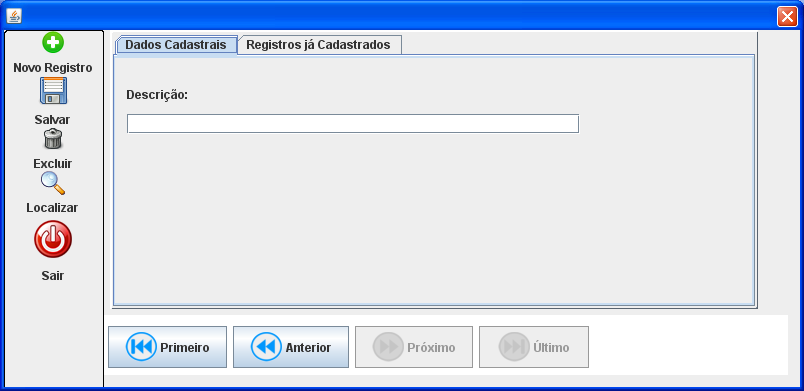 Novo Registro
Salvar
Excluir
Localizar
Sair
Dados Cadastrais
Registros já Cadastrados
Descrição:
Primeiro
Anterior
Próximo
Último